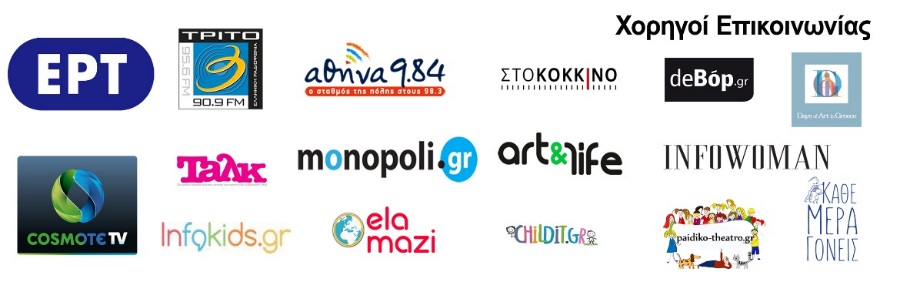 Χορηγοί Επικοινωνίας
ΕΡΤ
ΤΡΙΤΟ
95.6 FM
90.9 FM
ΕΛΛΗΝΙΚΗ ΡΑΔΙΟΦΩΝΙΑ
αθήνα 9.84
ο σταθμός της πόλης στους 98.3
ΣΤΟΚΟΚΚΙΝΟ
deBόp.gr
Days of Art in Greece
COSMOTE TV
Ταλκ
monopoli.gr
art&life
INFOWOMAN
Infokids.gr
ela
mazi
CHILDIT.GR
paidiko-theatro.gr
ΚΑΘΕ
ΜΕΡΑ
ΓΟΝΕΙΣ